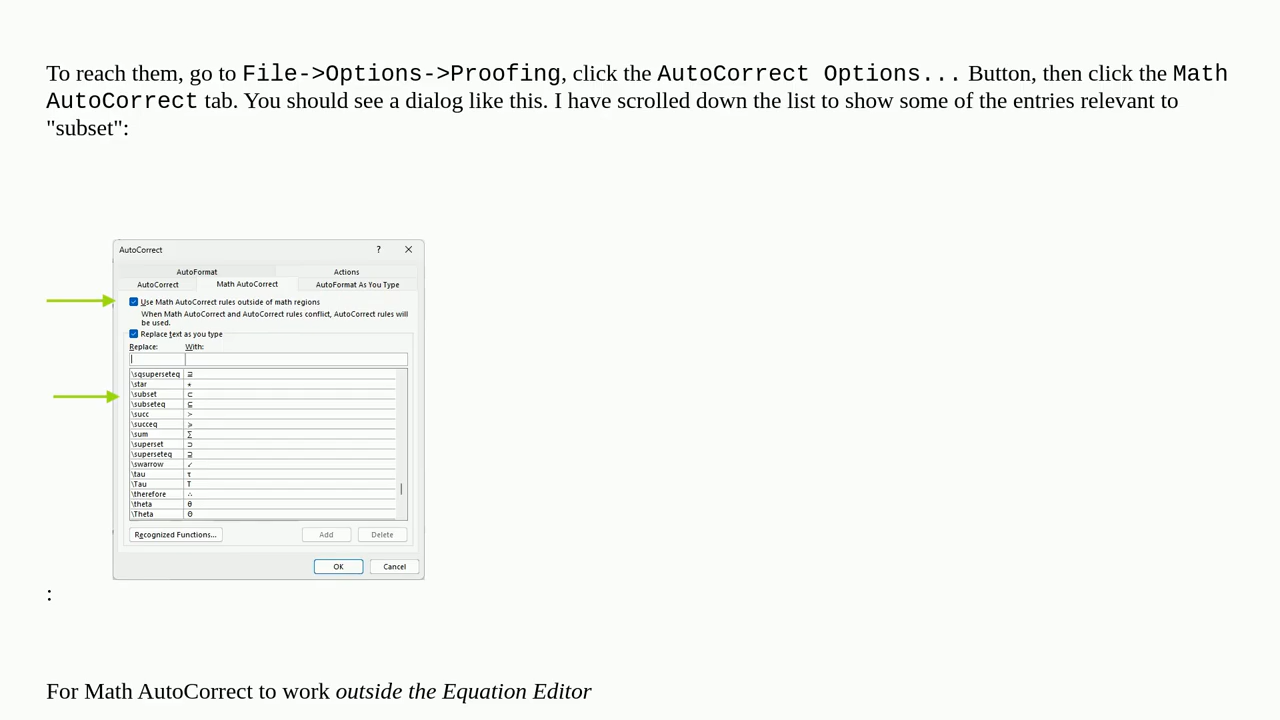 To reach them, go to File->Options->Proofing, click the AutoCorrect Options... Button, then click the Math
AutoCorrect tab. You should see a dialog like this. I have scrolled down the list to show some of the entries relevant to
"subset":
AutoCorrect ? ×
AutoFormat Actions
AutoCorrect Math AutoCorrect AutoFormat As You Type
Use Math AutoCorrect rules outside of math regions
When Math AutoCorrect and AutoCorrect rules conflict, AutoCorrect rules will
be used.
Replace text as you type
Replace: With:
\sqsuperseteq ⊒
\star ⋆
\subset ⊂
\subseteq ⊆
\succ ≻
\succeq ≽
\sum ∑
\superset ⊃
\superseteq ⊇
\swarrow ↙
\tau τ
\Tau Τ
\therefore ∴
\theta θ
\Theta Θ
Recognized Functions... Add Delete
OK Cancel
:
For Math AutoCorrect to work outside the Equation Editor